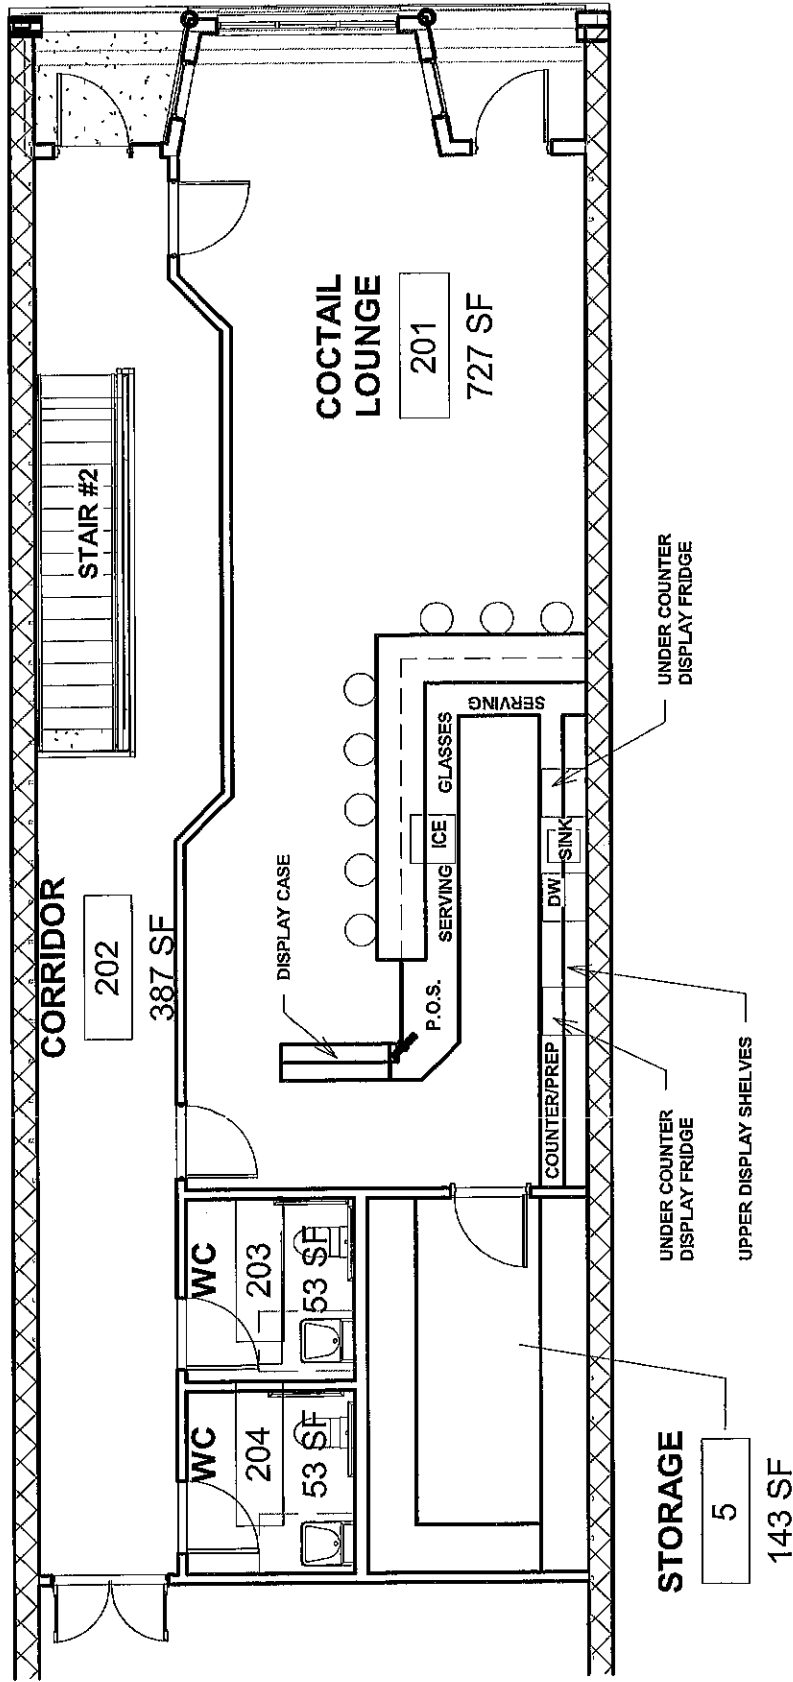 STAIR #2
CORRIDOR
202
387 SF
COCTAIL
LOUNGE
201
727 SF
DISPLAY CASE
P.O.S.
SERVING
ICE
GLASSES
SERVING
COUNTER/PREP
DW
SINK
UNDER COUNTER
DISPLAY FRIDGE
UNDER COUNTER
DISPLAY FRIDGE
UPPER DISPLAY SHELVES
WC
203
53 SF
WC
204
53 SF
STORAGE
5
143 SF